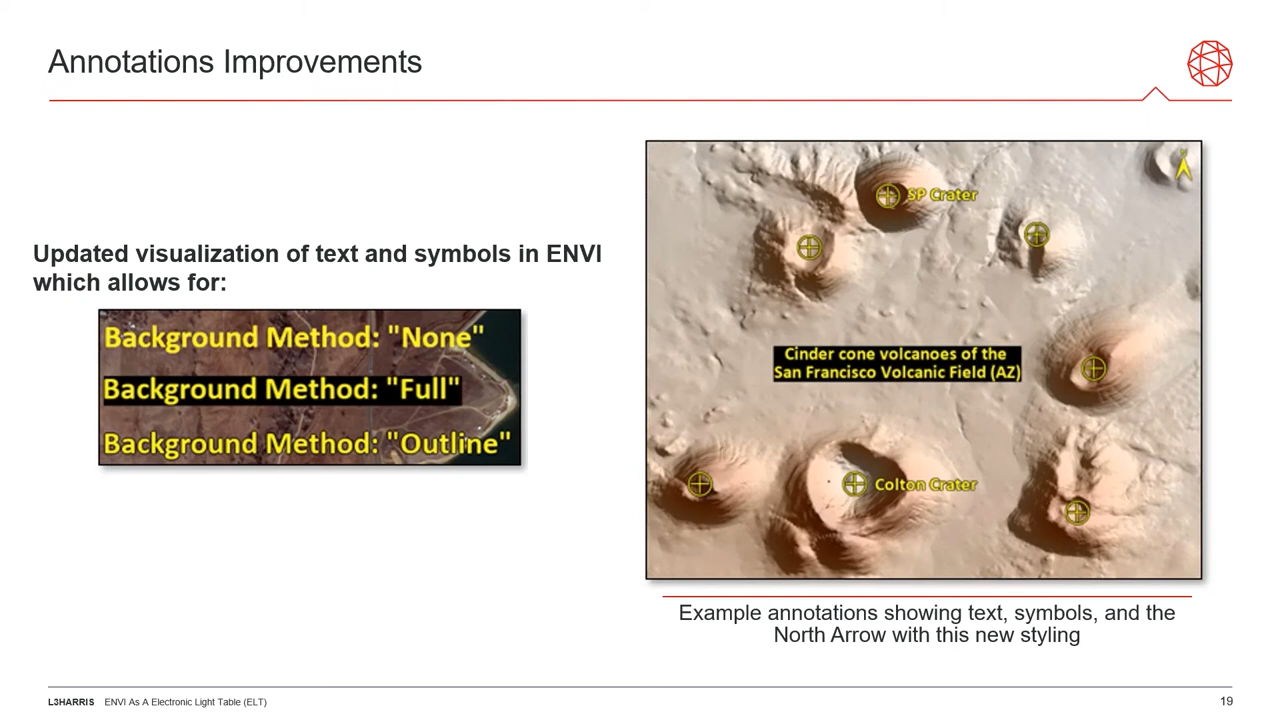 Annotations Improvements
Updated visualization of text and symbols in ENVI
which allows for:
Background Method: "None"
Background Method: "Full"
Background Method: "Outline"
SP Crater
Cinder cone volcanoes of the
San Francisco Volcanic Field (AZ)
Colton Crater
Example annotations showing text, symbols, and the
North Arrow with this new styling
L3HARRIS ENVI As A Electronic Light Table (ELT)
19